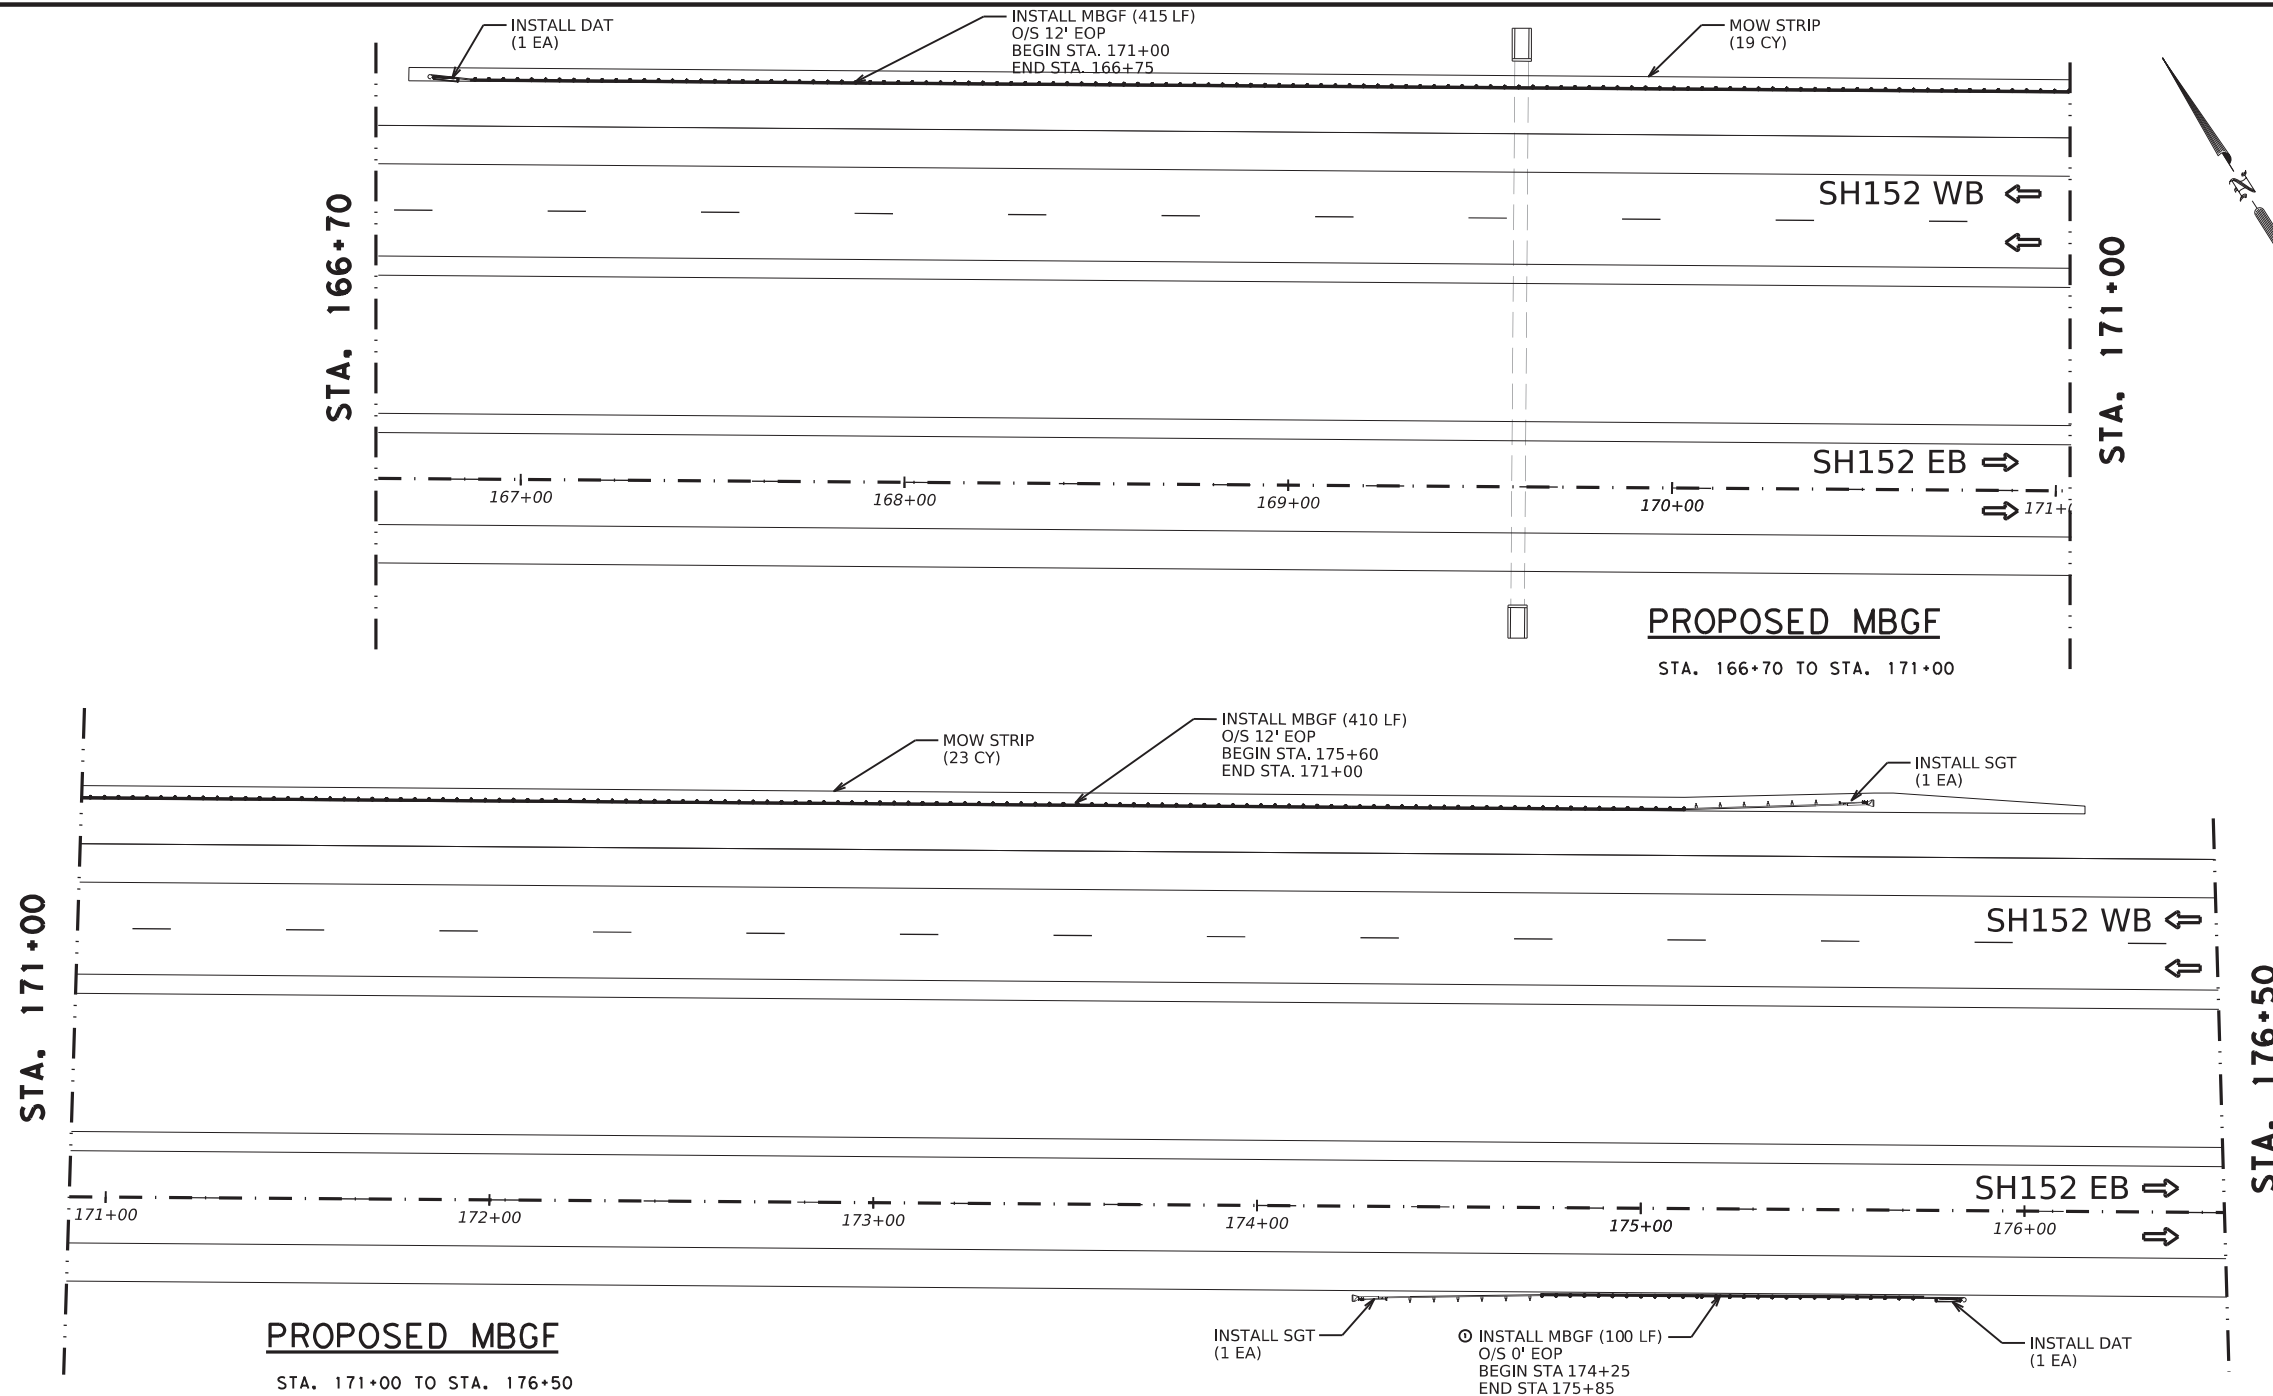 INSTALL DAT
(1 EA)
INSTALL MBGF (415 LF)
O/S 12' EOP
BEGIN STA. 171+00
END STA. 166+75
MOW STRIP
(19 CY)
N
STA. 166+70
SH152 WB
STA. 171+00
SH152 EB
167+00
168+00
169+00
170+00
171+0
PROPOSED MBGF
STA. 166+70 TO STA. 171+00
MOW STRIP
(23 CY)
INSTALL MBGF (410 LF)
O/S 12' EOP
BEGIN STA. 175+60
END STA. 171+00
INSTALL SGT
(1 EA)
STA. 171+00
SH152 WB
STA. 176+50
SH152 EB
171+00
172+00
173+00
174+00
175+00
176+00
PROPOSED MBGF
STA. 171+00 TO STA. 176+50
INSTALL SGT
(1 EA)
① INSTALL MBGF (100 LF)
O/S 0' EOP
BEGIN STA 174+25
END STA 175+85
INSTALL DAT
(1 EA)